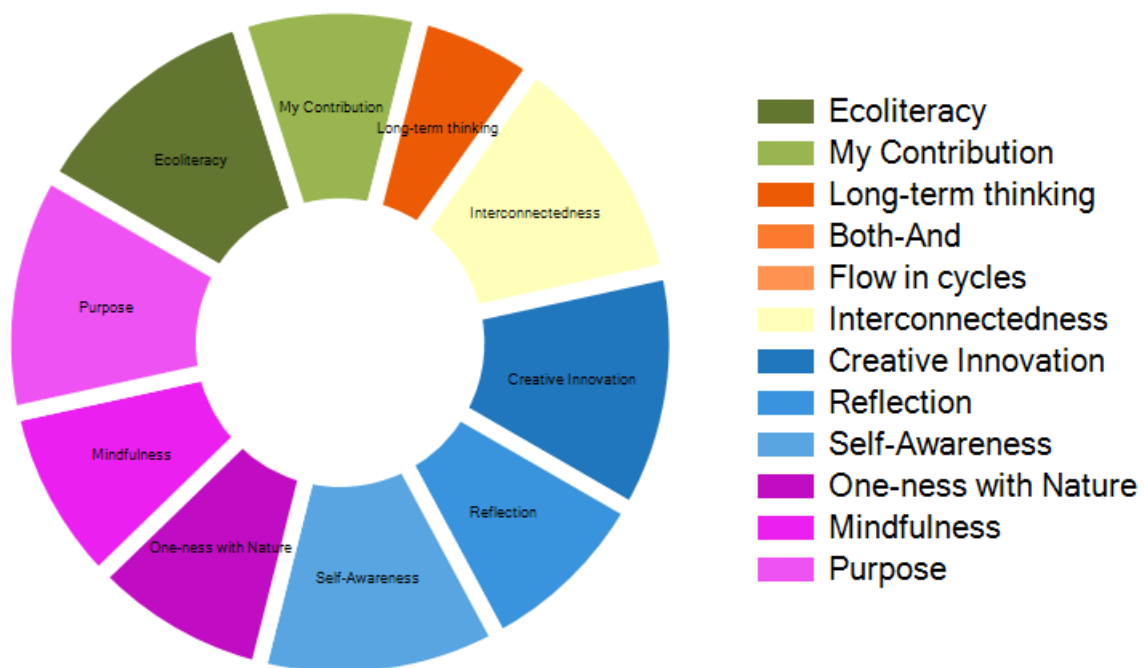 My Contribution
Long-term thinking
Ecoliteracy
Interconnectedness
Purpose
Creative Innovation
Mindfulness
Reflection
One-ness with Nature
Self-Awareness
Ecoliteracy
My Contribution
Long-term thinking
Both-And
Flow in cycles
Interconnectedness
Creative Innovation
Reflection
Self-Awareness
One-ness with Nature
Mindfulness
Purpose